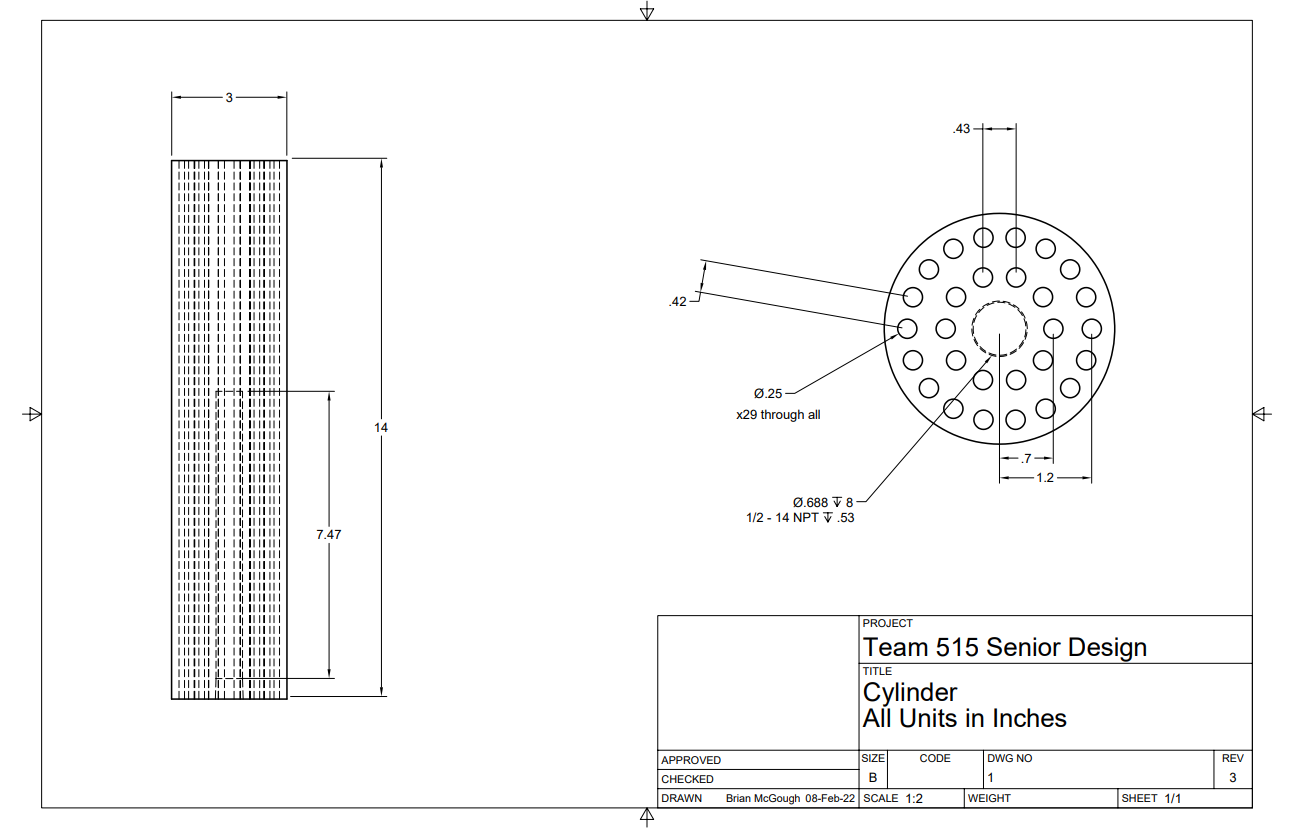 3
14
7.47
.43
.42
Ø.25
x29 through all
.7
1.2
Ø.688 ↧ 8
1/2 - 14 NPT ↧ .53
PROJECT
Team 515 Senior Design
TITLE
Cylinder
All Units in Inches
APPROVED
CHECKED
DRAWN Brian McGough 08-Feb-22
SIZE CODE DWG NO REV
B 1 3
SCALE 1:2 WEIGHT SHEET 1/1